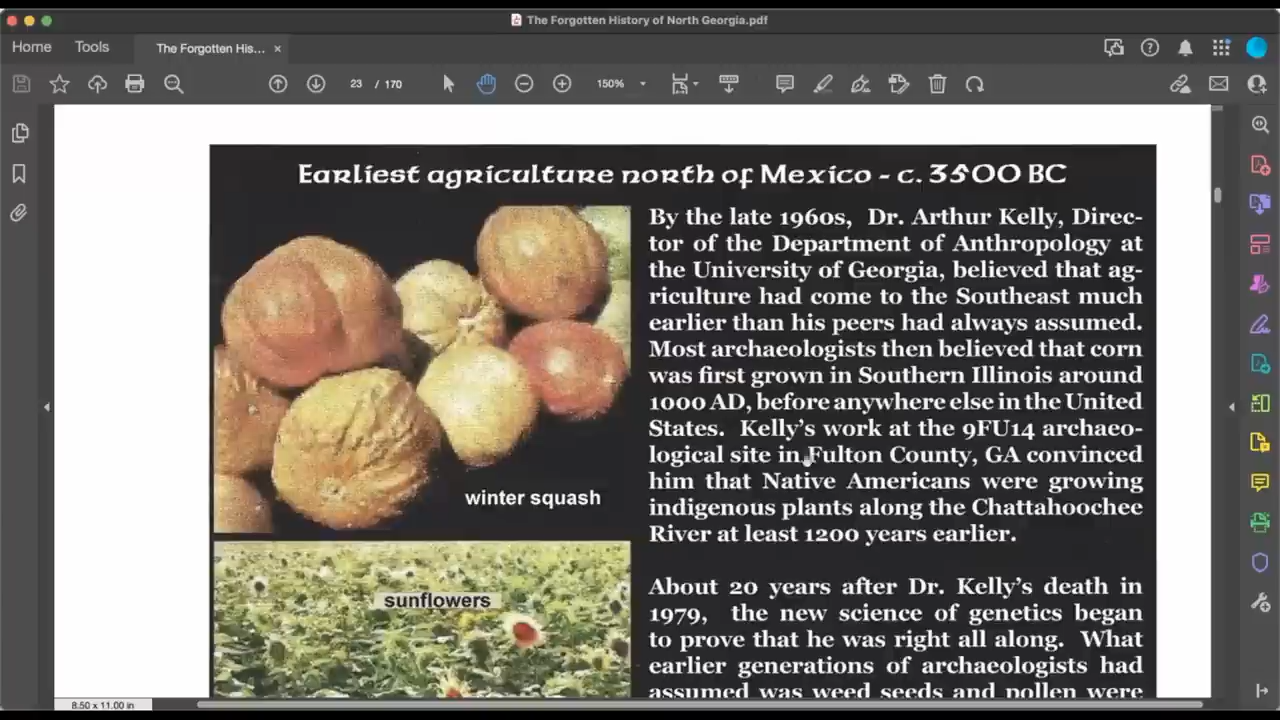 The Forgotten History of North Georgia.pdf
Home
Tools
The Forgotten His...
23 / 170
150%
Earliest agriculture north of Mexico - c. 3500 BC
By the late 1960s, Dr. Arthur Kelly, Direc-
tor of the Department of Anthropology at
the University of Georgia, believed that ag-
riculture had come to the Southeast much
earlier than his peers had always assumed.
Most archaeologists then believed that corn
was first grown in Southern Illinois around
1000 AD, before anywhere else in the United
States. Kelly's work at the 9FU14 archaeo-
logical site in Fulton County, GA convinced
him that Native Americans were growing
indigenous plants along the Chattahoochee
River at least 1200 years earlier.
winter squash
sunflowers
About 20 years after Dr. Kelly's death in
1979, the new science of genetics began
to prove that he was right all along. What
earlier generations of archaeologists had
assumed was weed seeds and pollen were
8.50 x 11.00 in